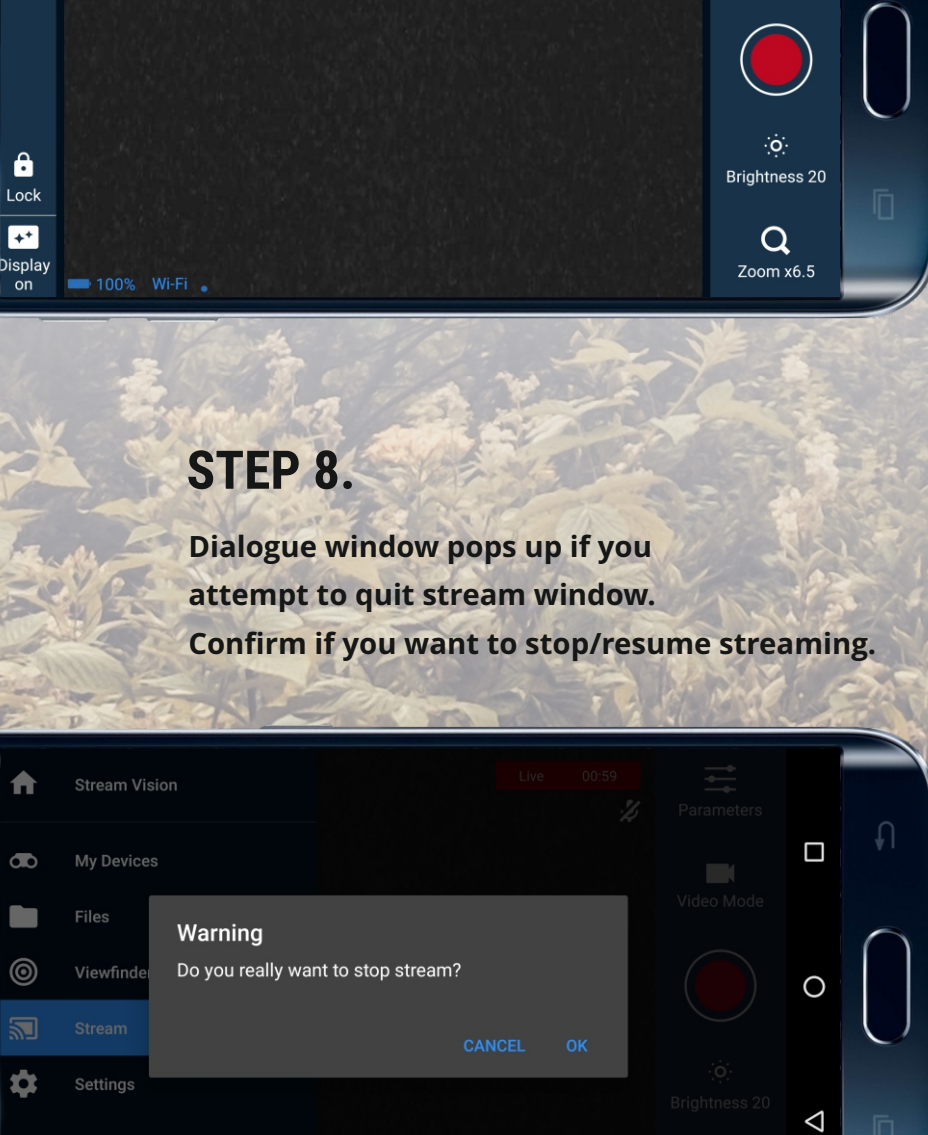 Lock
Display
on
100% Wi-Fi
Brightness 20
Zoom x6.5
STEP 8.
Dialogue window pops up if you
attempt to quit stream window.
Confirm if you want to stop/resume streaming.
Stream Vision
Live 00:59
Parameters
My Devices
Video Mode
Files
Viewfinder
Stream
Settings
Warning
Do you really want to stop stream?
CANCEL OK
Brightness 20